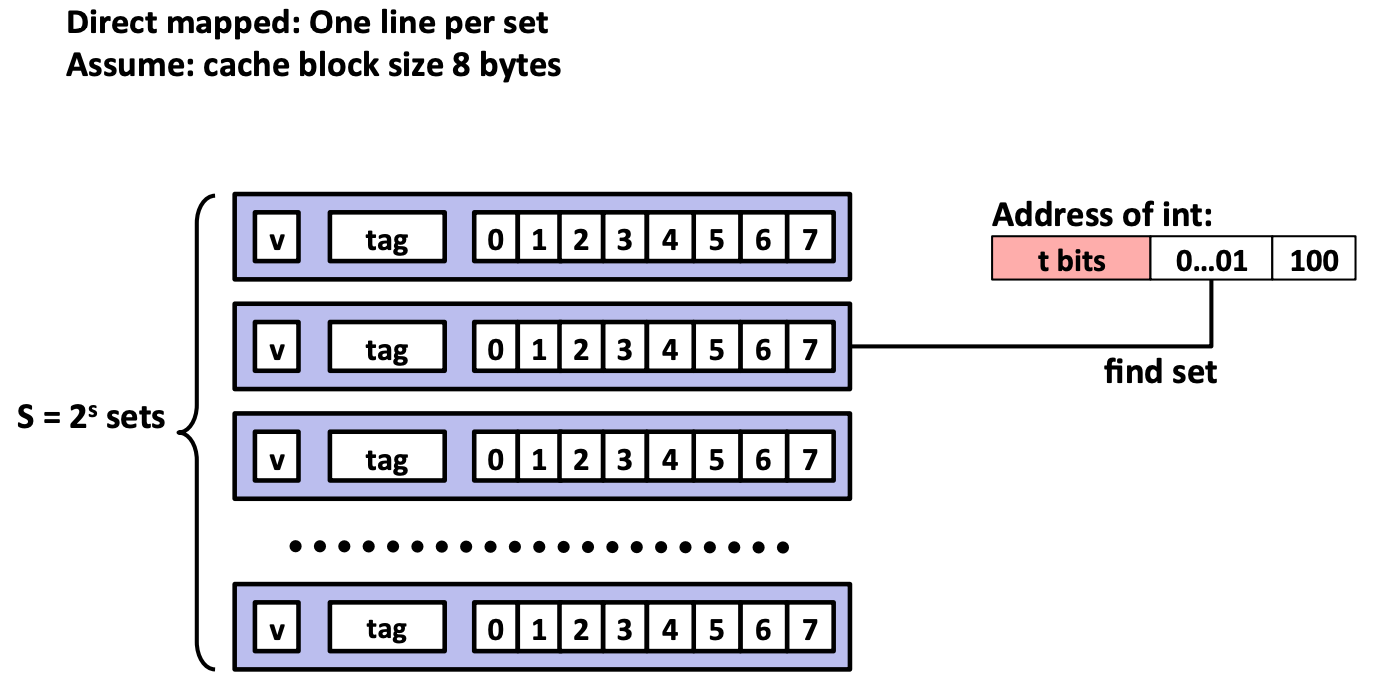 Direct mapped: One line per set
Assume: cache block size 8 bytes
v tag 0 1 2 3 4 5 6 7
Address of int:
t bits 0...01 100
v tag 0 1 2 3 4 5 6 7
find set
S = 2ˢ sets
v tag 0 1 2 3 4 5 6 7
v tag 0 1 2 3 4 5 6 7